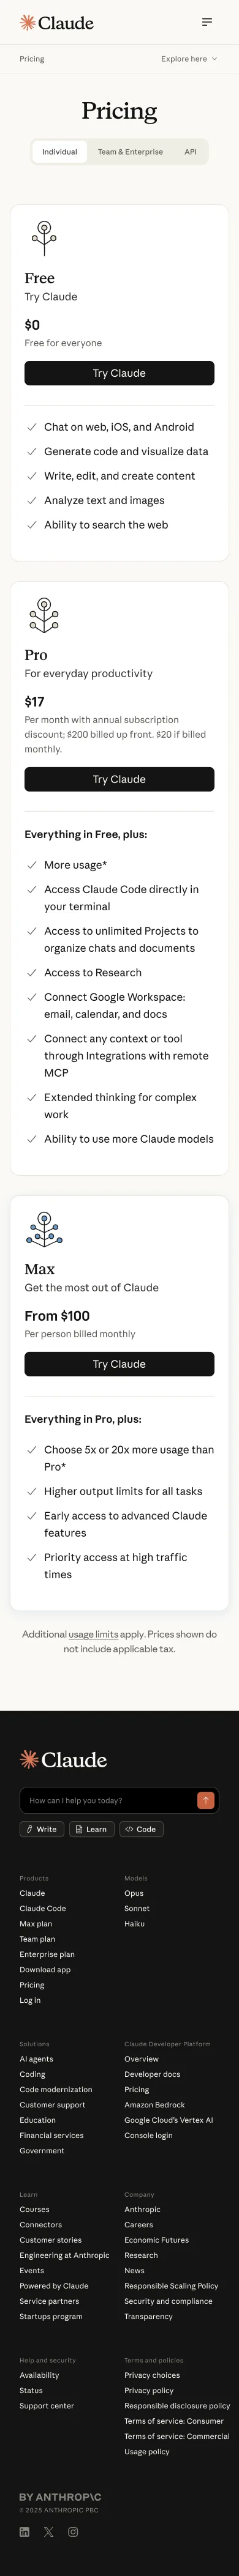 Claude
Pricing
Explore here
Pricing
Individual
Team & Enterprise
API
Free
Try Claude
$0
Free for everyone
Try Claude
Chat on web, iOS, and Android
Generate code and visualize data
Write, edit, and create content
Analyze text and images
Ability to search the web
Pro
For everyday productivity
$17
Per month with annual subscription
discount; $200 billed up front. $20 if billed
monthly.
Try Claude
Everything in Free, plus:
More usage*
Access Claude Code directly in
your terminal
Access to unlimited Projects to
organize chats and documents
Access to Research
Connect Google Workspace:
email, calendar, and docs
Connect any context or tool
through Integrations with remote
MCP
Extended thinking for complex
work
Ability to use more Claude models
Max
Get the most out of Claude
From $100
Per person billed monthly
Try Claude
Everything in Pro, plus:
Choose 5x or 20x more usage than
Pro*
Higher output limits for all tasks
Early access to advanced Claude
features
Priority access at high traffic
times
Additional usage limits apply. Prices shown do
not include applicable tax.
Claude
How can I help you today?
Write
Learn
Code
Products
Claude
Claude Code
Max plan
Team plan
Enterprise plan
Download app
Pricing
Log in
Models
Opus
Sonnet
Haiku
Solutions
AI agents
Coding
Code modernization
Customer support
Education
Financial services
Government
Claude Developer Platform
Overview
Developer docs
Pricing
Amazon Bedrock
Google Cloud's Vertex AI
Console login
Learn
Courses
Connectors
Customer stories
Engineering at Anthropic
Events
Powered by Claude
Service partners
Startups program
Company
Anthropic
Careers
Economic Futures
Research
News
Responsible Scaling Policy
Security and compliance
Transparency
Help and security
Availability
Status
Support center
Terms and policies
Privacy choices
Privacy policy
Responsible disclosure policy
Terms of service: Consumer
Terms of service: Commercial
Usage policy
BY ANTHROP\C
© 2025 ANTHROPIC PBC